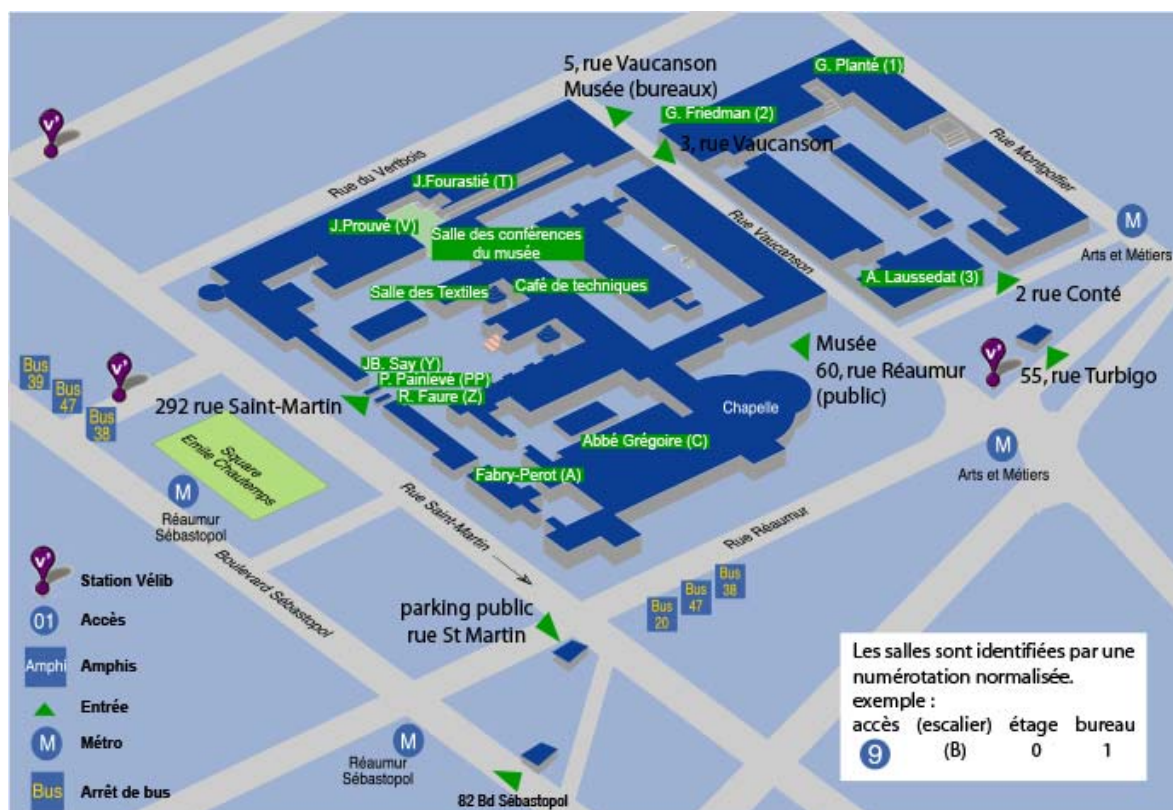 5, rue Vaucanson
Musée (bureaux)
G. Planté (1)
G. Friedman (2)
3, rue Vaucanson
Rue Montgolfier
Rue du Vertbois
J.Fourastié (T)
J.Prouvé (V)
Salle des conférences
du musée
Rue Vaucanson
M
Arts et Métiers
Salle des Textiles
Café de techniques
A. Laussedat (3)
2 rue Conté
Musée
60, rue Réaumur
(public)
55, rue Turbigo
JB. Say (Y)
P. Painlevé (PP)
R. Faure (Z)
292 rue Saint-Martin
Bus
39
Bus
47
Bus
38
Chapelle
Abbé Grégoire (C)
Fabry-Perot (A)
M
Arts et Métiers
Square
Emile Chautemps
M
Réaumur
Sébastopol
Rue Saint-Martin
Rue Réaumur
Boulevard Sébastopol
Bus
20
Bus
47
Bus
38
parking public
rue St Martin
M
Réaumur
Sébastopol
82 Bd Sébastopol
V+
V+
V+
V+ Station Vélib
01 Accès
Amphi Amphis
Entrée
M Métro
Bus Arrêt de bus
Les salles sont identifiées par une
numérotation normalisée.
exemple :
accès (escalier) étage bureau
9 (B) 0 1